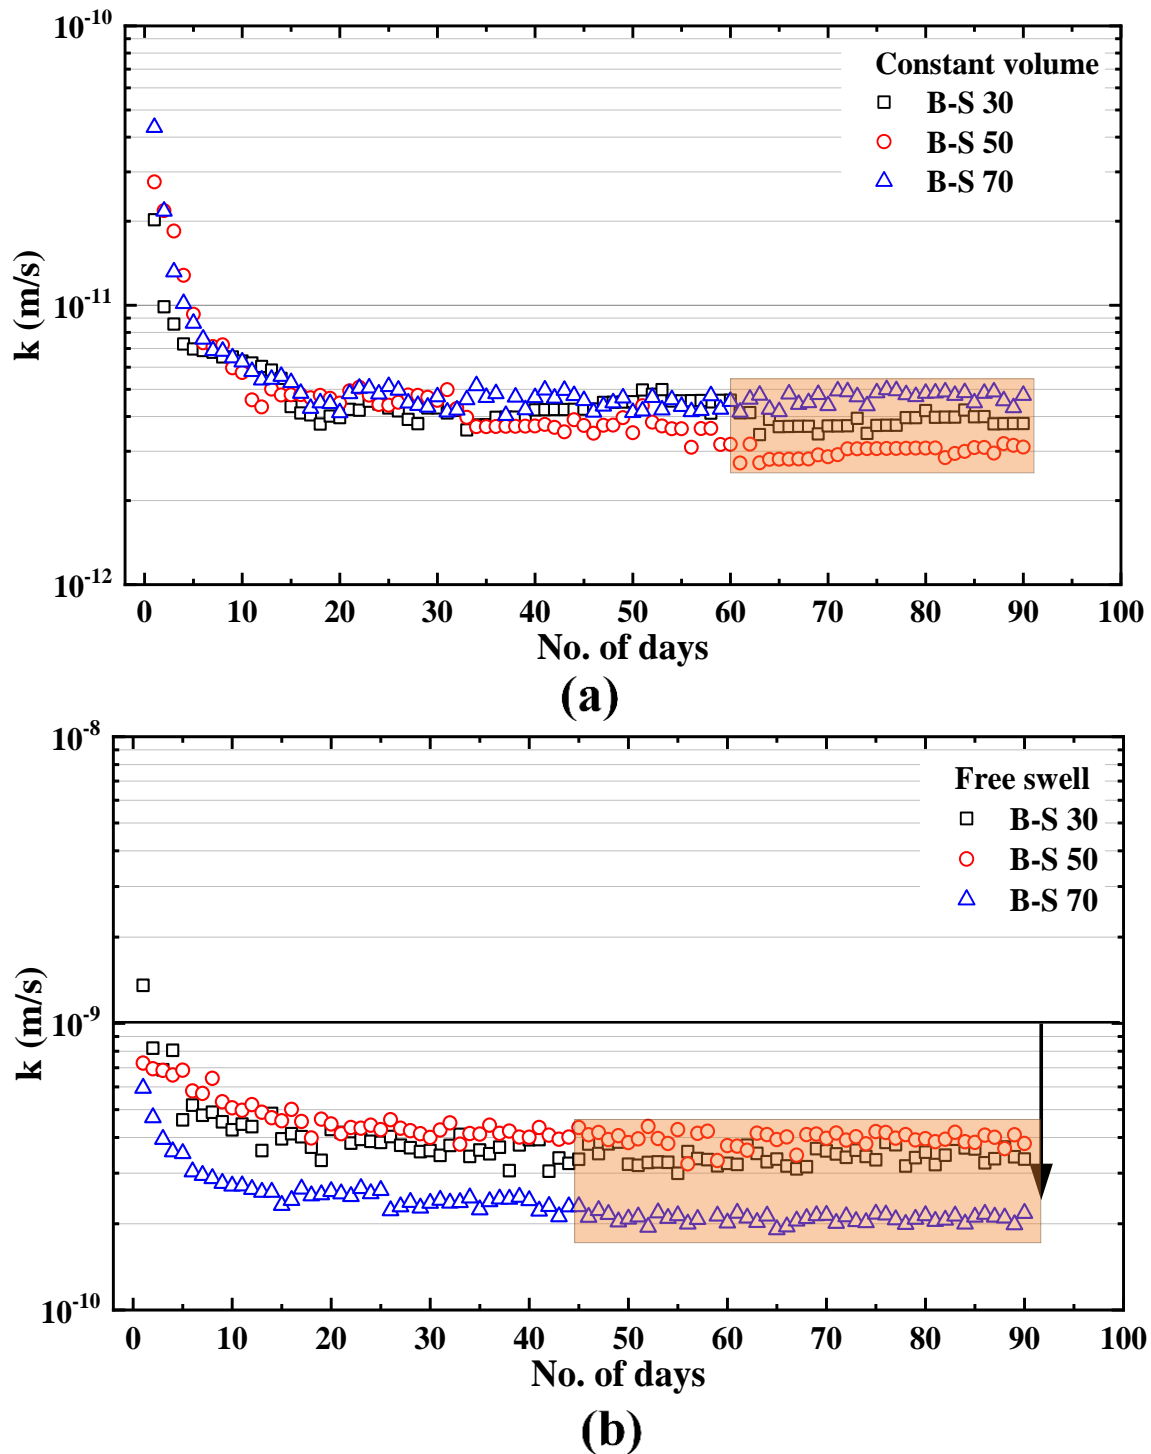 10⁻¹⁰
Constant volume
B-S 30
B-S 50
B-S 70
k (m/s)
10⁻¹¹
10⁻¹²
0 10 20 30 40 50 60 70 80 90 100
No. of days
(a)
10⁻⁸
Free swell
B-S 30
B-S 50
B-S 70
k (m/s)
10⁻⁹
10⁻¹⁰
0 10 20 30 40 50 60 70 80 90 100
No. of days
(b)